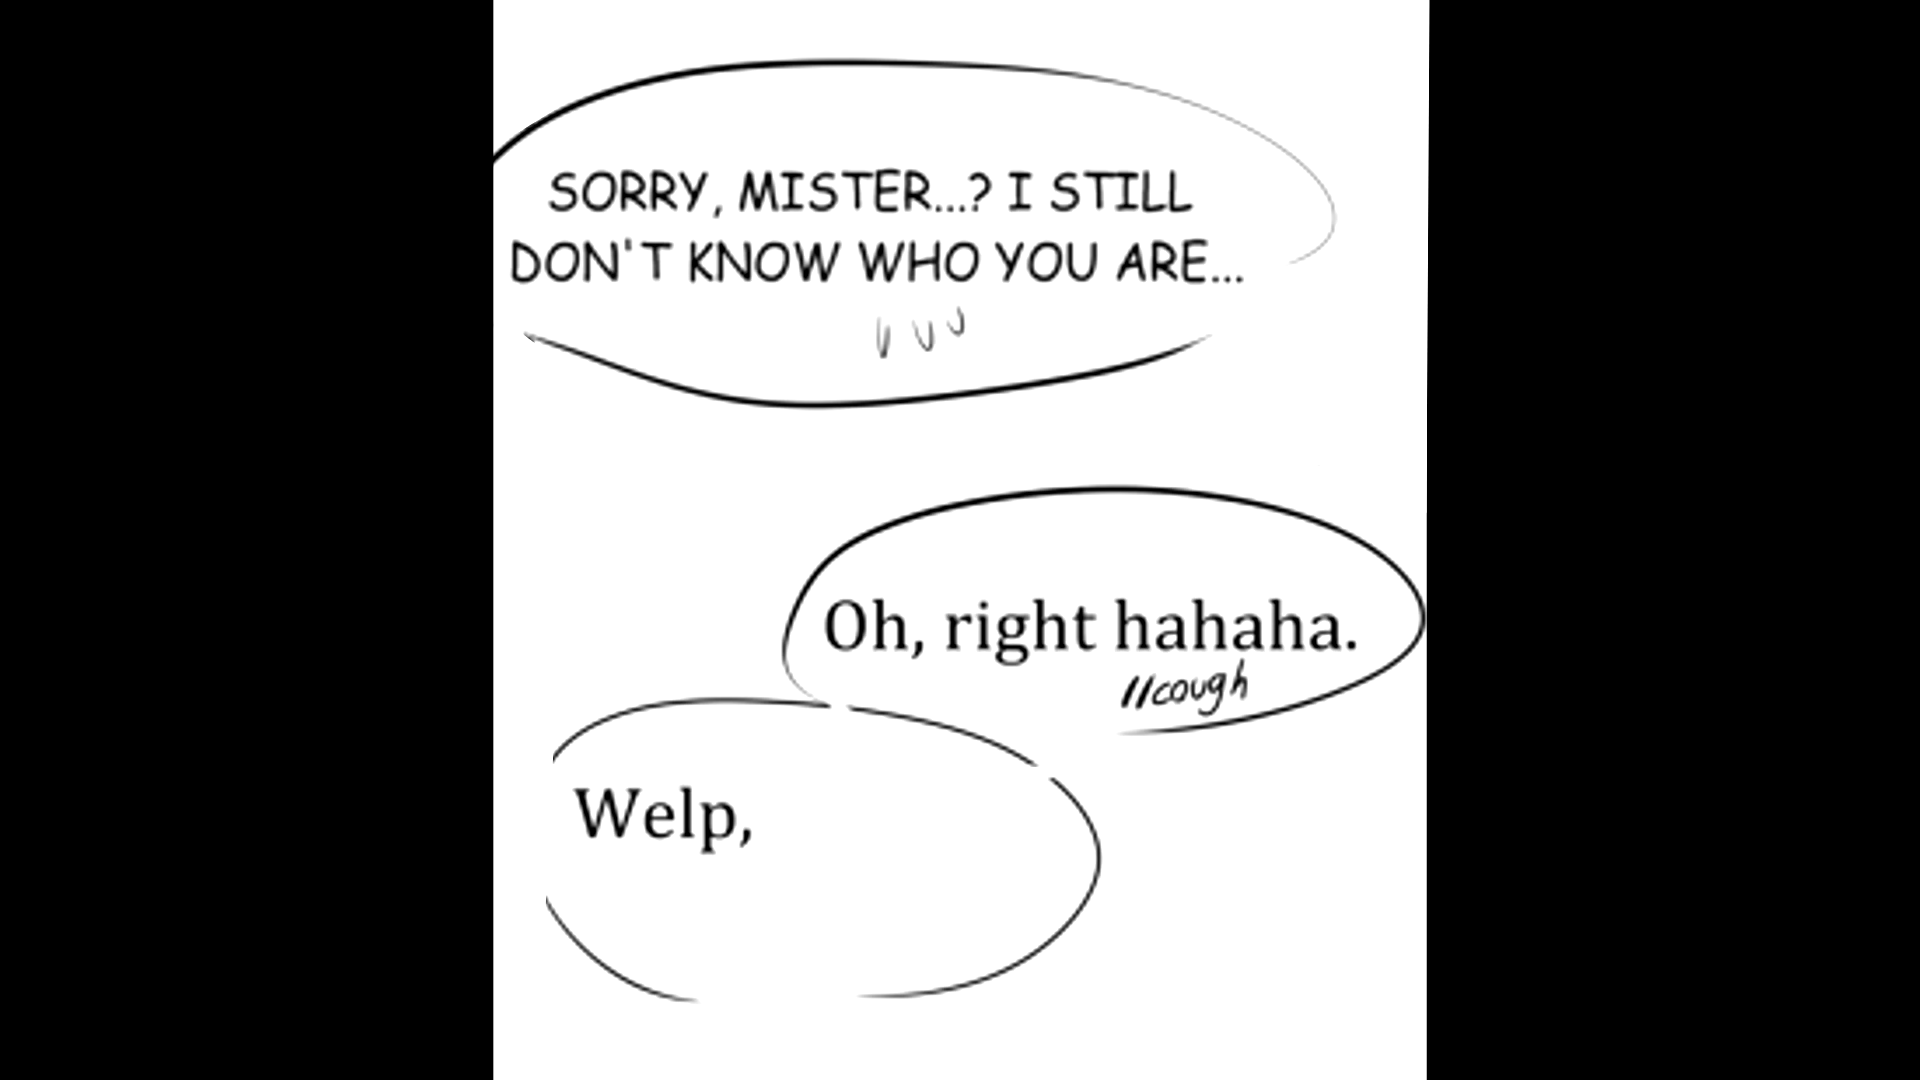 SORRY, MISTER...? I STILL
DON'T KNOW WHO YOU ARE...
Oh, right hahaha.
//cough
Welp,